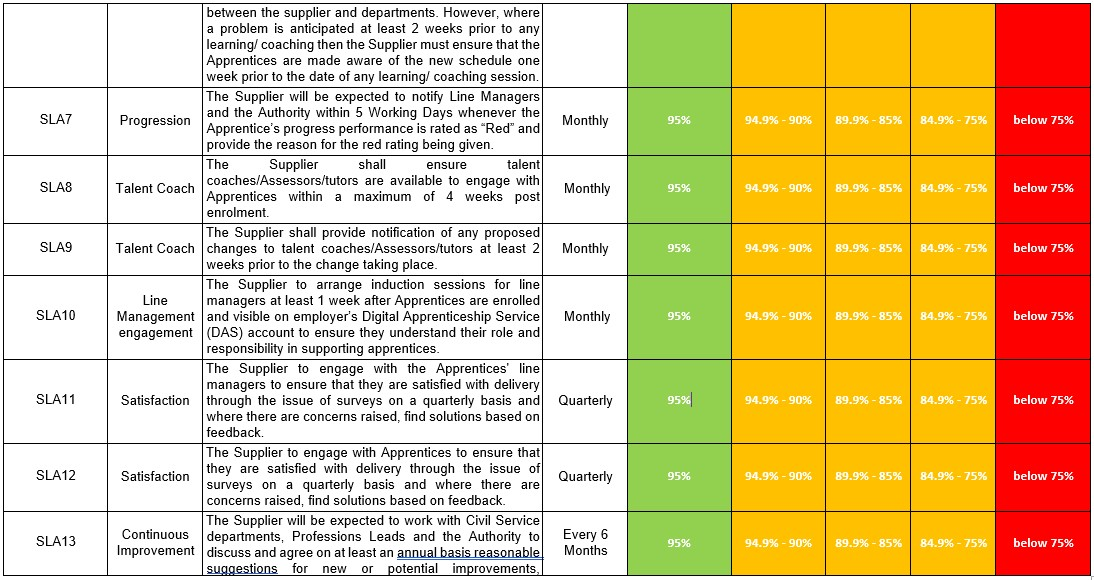 between the supplier and departments. However, where
a problem is anticipated at least 2 weeks prior to any
learning/ coaching then the Supplier must ensure that the
Apprentices are made aware of the new schedule one
week prior to the date of any learning/ coaching session.
SLA7
Progression
The Supplier will be expected to notify Line Managers
and the Authority within 5 Working Days whenever the
Apprentice's progress performance is rated as “Red” and
provide the reason for the red rating being given.
Monthly
95%
94.9% - 90%
89.9% - 85%
84.9% - 75%
below 75%
SLA8
Talent Coach
The Supplier shall ensure talent
coaches/Assessors/tutors are available to engage with
Apprentices within a maximum of 4 weeks post
enrolment.
Monthly
95%
94.9% - 90%
89.9% - 85%
84.9% - 75%
below 75%
SLA9
Talent Coach
The Supplier shall provide notification of any proposed
changes to talent coaches/Assessors/tutors at least 2
weeks prior to the change taking place.
Monthly
95%
94.9% - 90%
89.9% - 85%
84.9% - 75%
below 75%
SLA10
Line
Management
engagement
The Supplier to arrange induction sessions for line
managers at least 1 week after Apprentices are enrolled
and visible on employer's Digital Apprenticeship Service
(DAS) account to ensure they understand their role and
responsibility in supporting apprentices.
Monthly
95%
94.9% - 90%
89.9% - 85%
84.9% - 75%
below 75%
SLA11
Satisfaction
The Supplier to engage with the Apprentices' line
managers to ensure that they are satisfied with delivery
through the issue of surveys on a quarterly basis and
where there are concerns raised, find solutions based on
feedback.
Quarterly
95%
94.9% - 90%
89.9% - 85%
84.9% - 75%
below 75%
SLA12
Satisfaction
The Supplier to engage with Apprentices to ensure that
they are satisfied with delivery through the issue of
surveys on a quarterly basis and where there are
concerns raised, find solutions based on feedback.
Quarterly
95%
94.9% - 90%
89.9% - 85%
84.9% - 75%
below 75%
SLA13
Continuous
Improvement
The Supplier will be expected to work with Civil Service
departments, Professions Leads and the Authority to
discuss and agree on at least an annual basis reasonable
suggestions for new or potential improvements,
Every 6
Months
95%
94.9% - 90%
89.9% - 85%
84.9% - 75%
below 75%